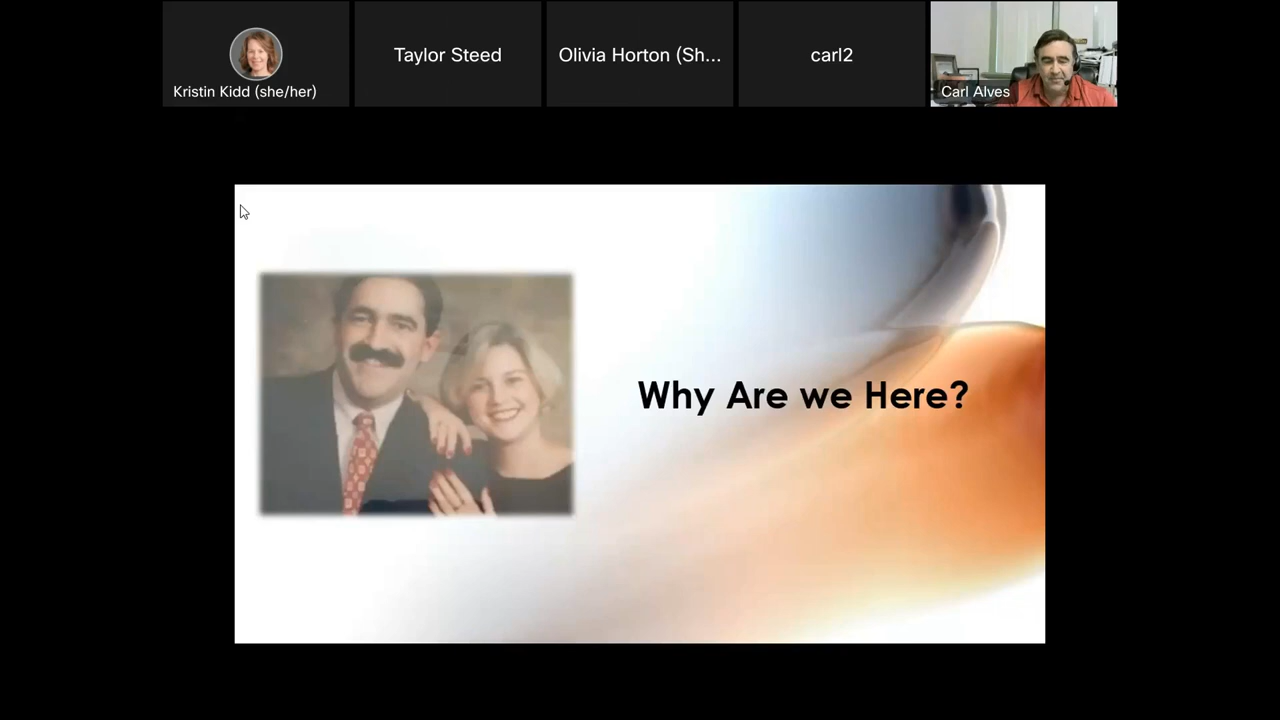 Kristin Kidd (she/her)
Taylor Steed
Olivia Horton (Sh...
carl2
Carl Alves
Why Are we Here?